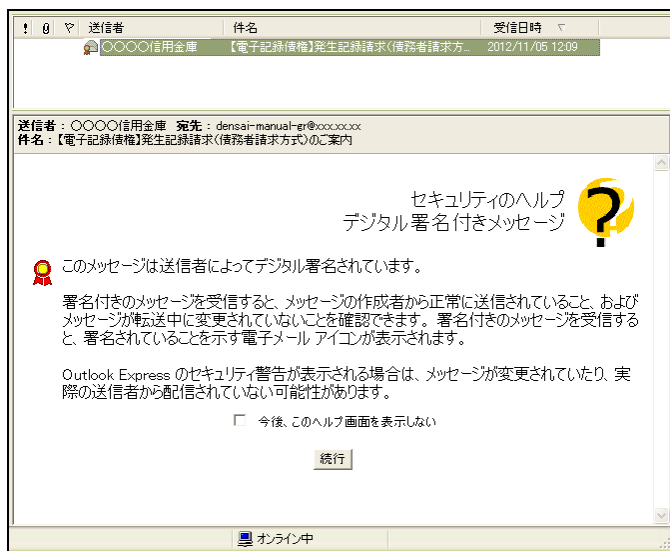 送信者 件名 受信日時
〇〇〇〇信用金庫 【電子記録債権】発生記録請求(債務者請求方... 2012/11/05 12:09
送信者：〇〇〇〇信用金庫 宛先：densai-manual-gr@xxx.xx.xx
件名：【電子記録債権】発生記録請求(債務者請求方式)のご案内
セキュリティのヘルプ
デジタル署名付きメッセージ
このメッセージは送信者によってデジタル署名されています。
署名付きのメッセージを受信すると、メッセージの作成者から正常に送信されていること、および
メッセージが転送中に変更されていないことを確認できます。署名付きのメッセージを受信する
と、署名されていることを示す電子メール アイコンが表示されます。
Outlook Express のセキュリティ警告が表示される場合は、メッセージが変更されていたり、実
際の送信者から配信されていない可能性があります。
今後、このヘルプ画面を表示しない
続行
オンライン中